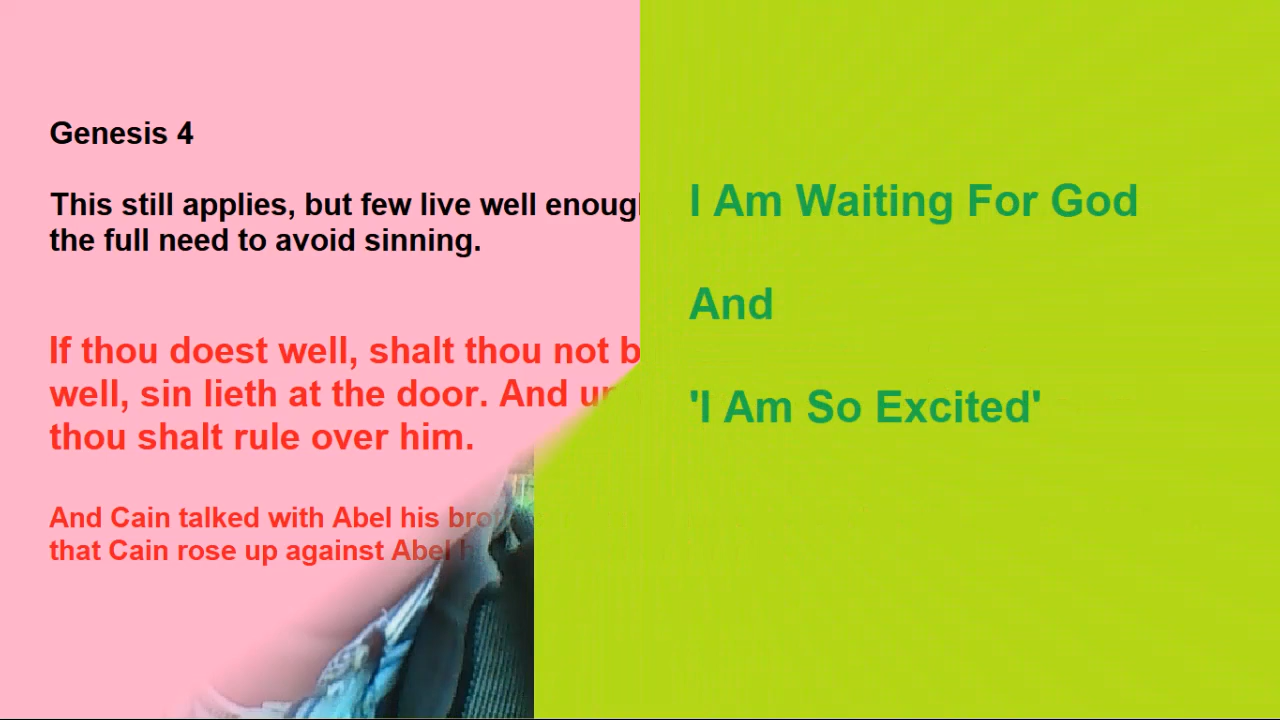 Genesis 4
This still applies, but few live well
the full need to avoid sinning.
If thou doest well, shalt thou not
well, sin lieth at the door. And
thou shalt rule over him.
And Cain talked with Abel his
that Cain rose up against Abel
I Am Waiting For God
And
'I Am So Excited'